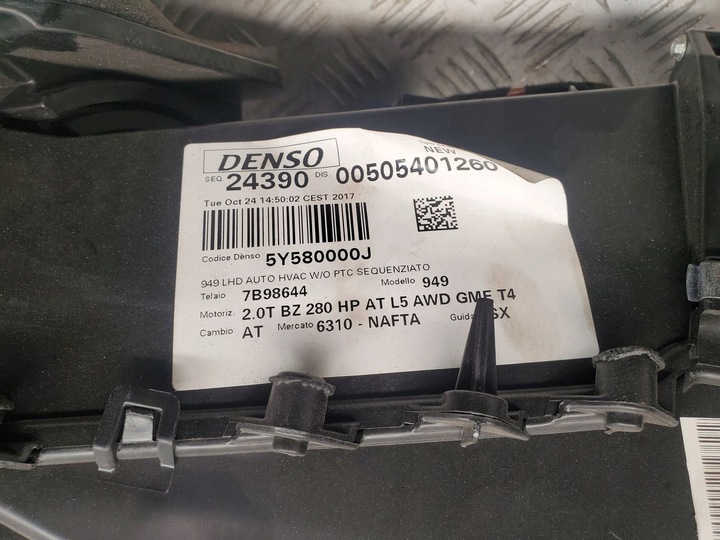 DENSO
NEW
SEQ. 24390 DIS. 00505401260
Tue Oct 24 14:50:02 CEST 2017
Codice Denso 5Y580000J
949 LHD AUTO HVAC W/O PTC SEQUENZIATO
Telaio 7B98644 Modello 949
Motoriz. 2.0T BZ 280 HP AT L5 AWD GME T4
Cambio AT Mercato 6310 - NAFTA Guida SX